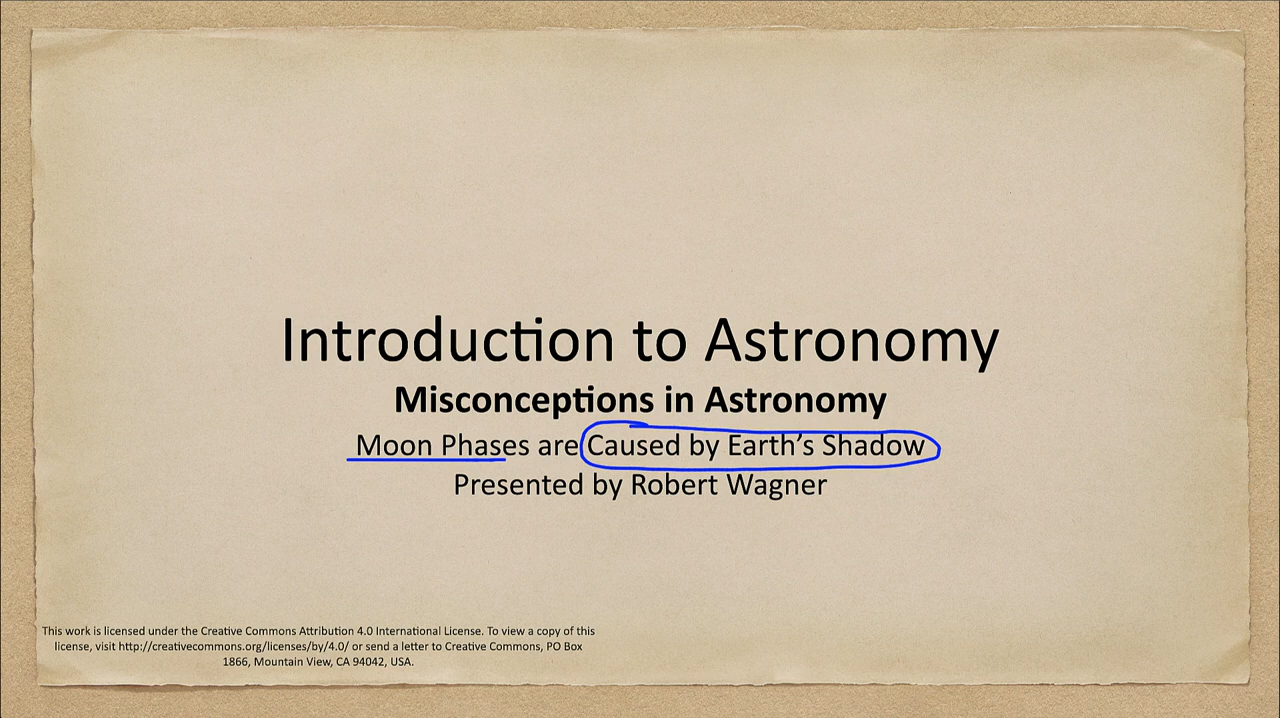 Introduction to Astronomy
Misconceptions in Astronomy
Moon Phases are Caused by Earth’s Shadow
Presented by Robert Wagner
This work is licensed under the Creative Commons Attribution 4.0 International License. To view a copy of this
license, visit http://creativecommons.org/licenses/by/4.0/ or send a letter to Creative Commons, PO Box
1866, Mountain View, CA 94042, USA.